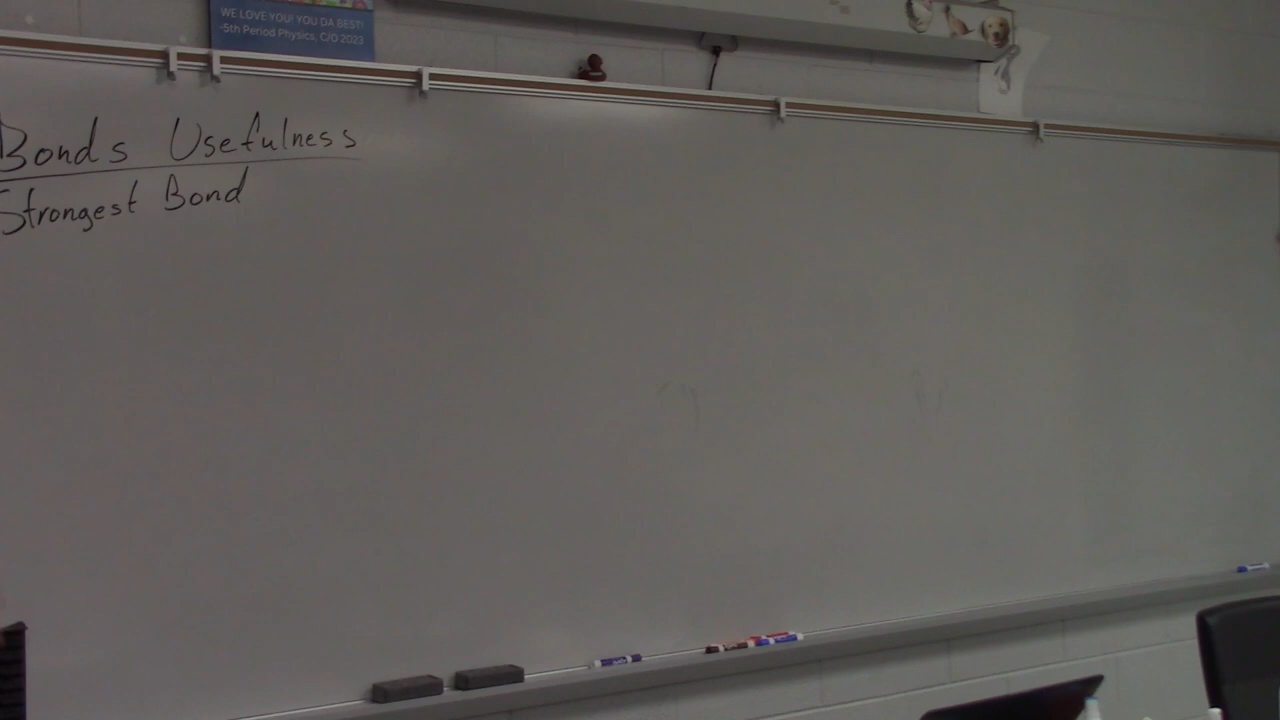 WE LOVE YOU! YOU DA BEST!
-5th Period Physics, C/O 2023
Bonds Usefulness
Strongest Bond